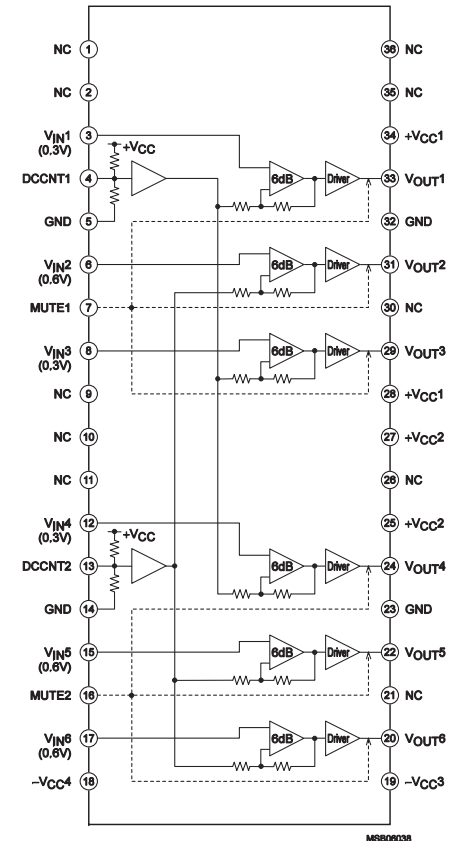 NC 1
36 NC
NC 2
35 NC
VIN1 3
(0.3V)
+VCC
34 +VCC1
DCCNT1 4
6dB
Driver
33 VOUT1
GND 5
32 GND
VIN2 6
(0.6V)
6dB
Driver
31 VOUT2
MUTE1 7
30 NC
VIN3 8
(0.3V)
6dB
Driver
29 VOUT3
NC 9
28 +VCC1
NC 10
27 +VCC2
NC 11
26 NC
VIN4 12
(0.3V)
+VCC
25 +VCC2
DCCNT2 13
6dB
Driver
24 VOUT4
GND 14
23 GND
VIN5 15
(0.6V)
6dB
Driver
22 VOUT5
MUTE2 16
21 NC
VIN6 17
(0.6V)
6dB
Driver
20 VOUT6
–VCC4 18
19 –VCC3
MSB06038